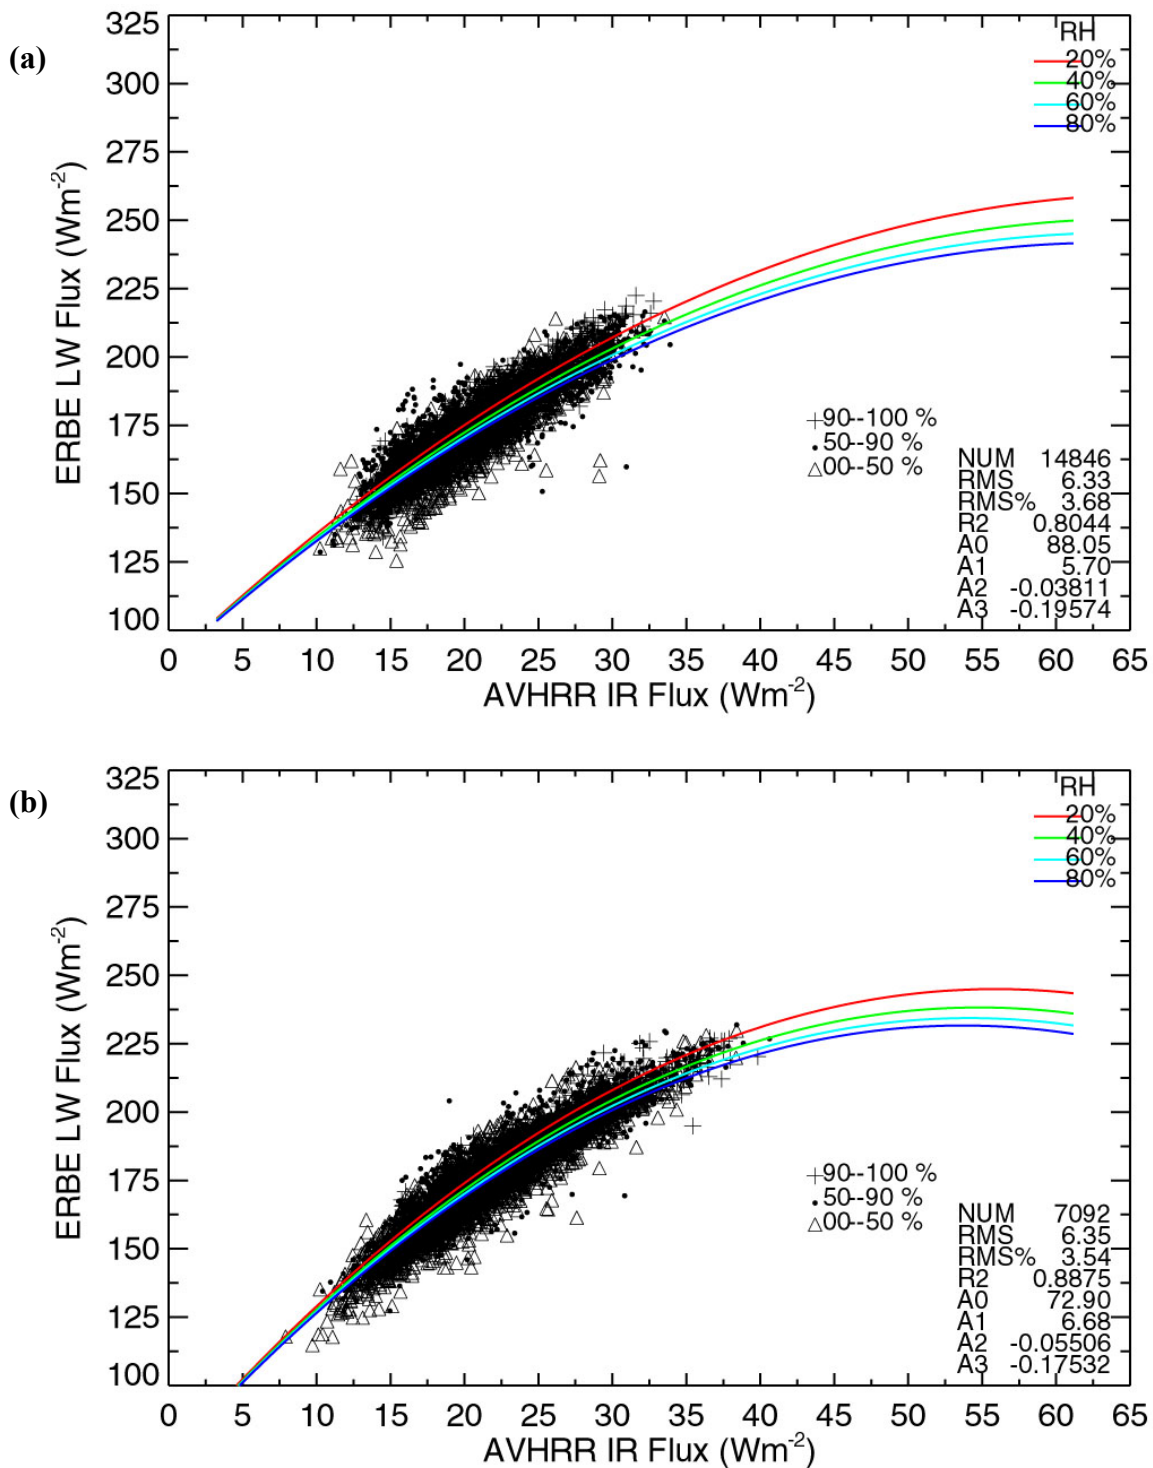 (a)
ERBE LW Flux (Wm-2)
325
300
275
250
225
200
175
150
125
100
RH
20%
40%
60%
80%
90--100 %
50--90 %
00--50 %
NUM 14846
RMS 6.33
RMS% 3.68
R2 0.8044
A0 88.05
A1 5.70
A2 -0.03811
A3 -0.19574
0 5 10 15 20 25 30 35 40 45 50 55 60 65
AVHRR IR Flux (Wm-2)
(b)
ERBE LW Flux (Wm-2)
325
300
275
250
225
200
175
150
125
100
RH
20%
40%
60%
80%
90--100 %
50--90 %
00--50 %
NUM 7092
RMS 6.35
RMS% 3.54
R2 0.8875
A0 72.90
A1 6.68
A2 -0.05506
A3 -0.17532
0 5 10 15 20 25 30 35 40 45 50 55 60 65
AVHRR IR Flux (Wm-2)